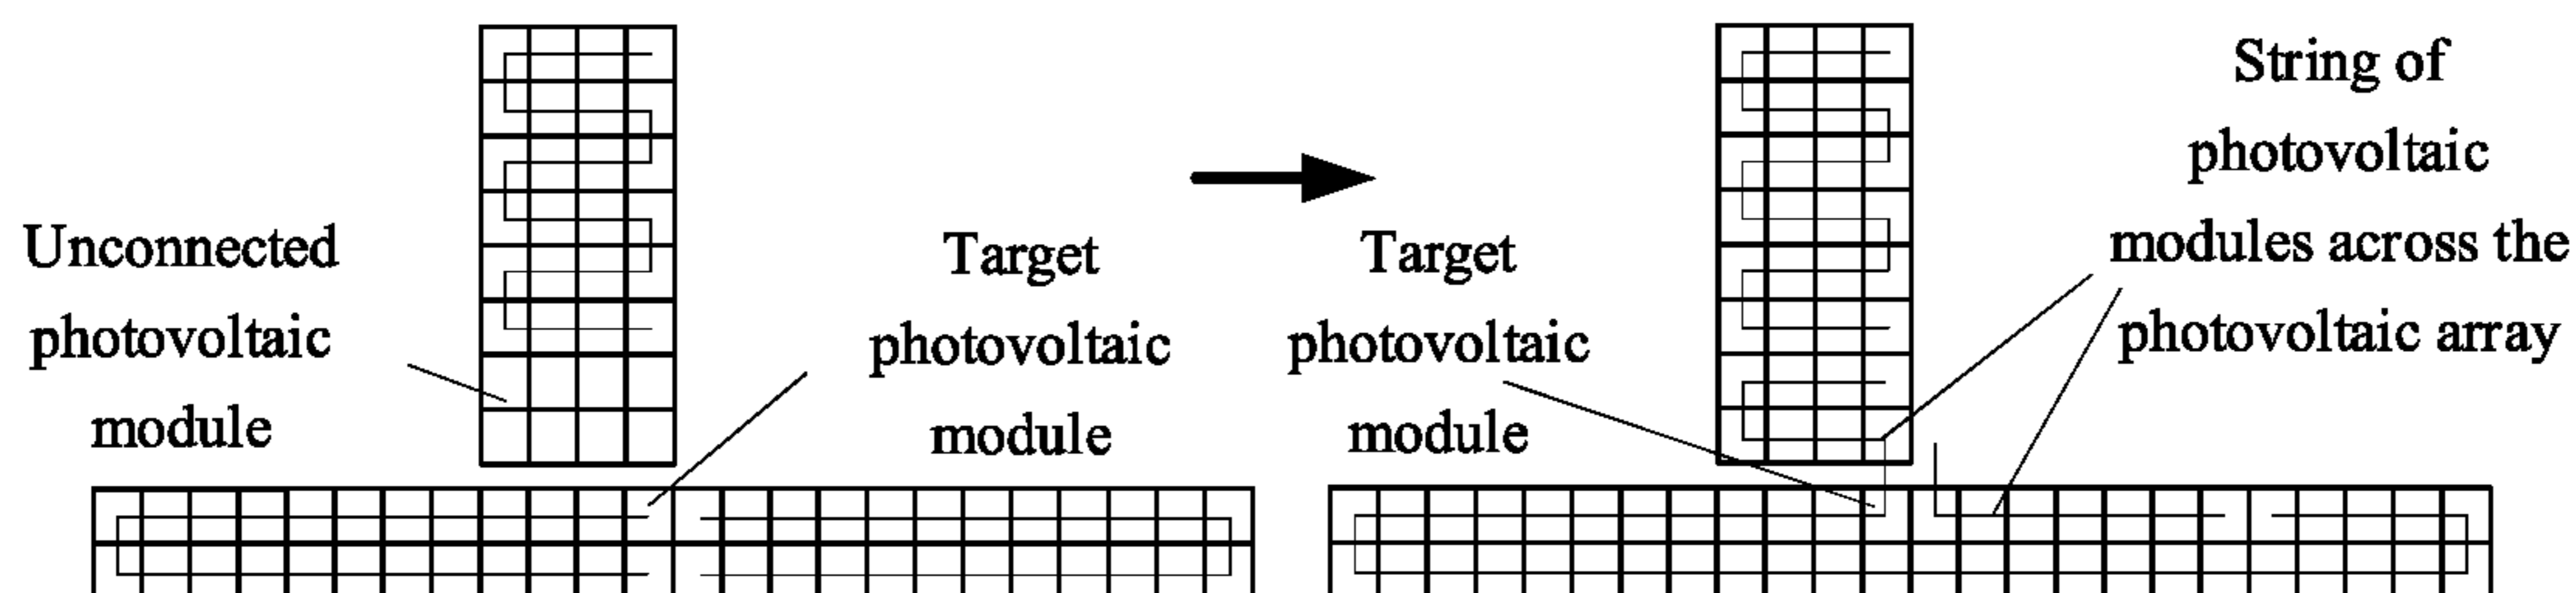 Unconnected
photovoltaic
module
Target
photovoltaic
module
Target
photovoltaic
module
String of
photovoltaic
modules across the
photovoltaic array